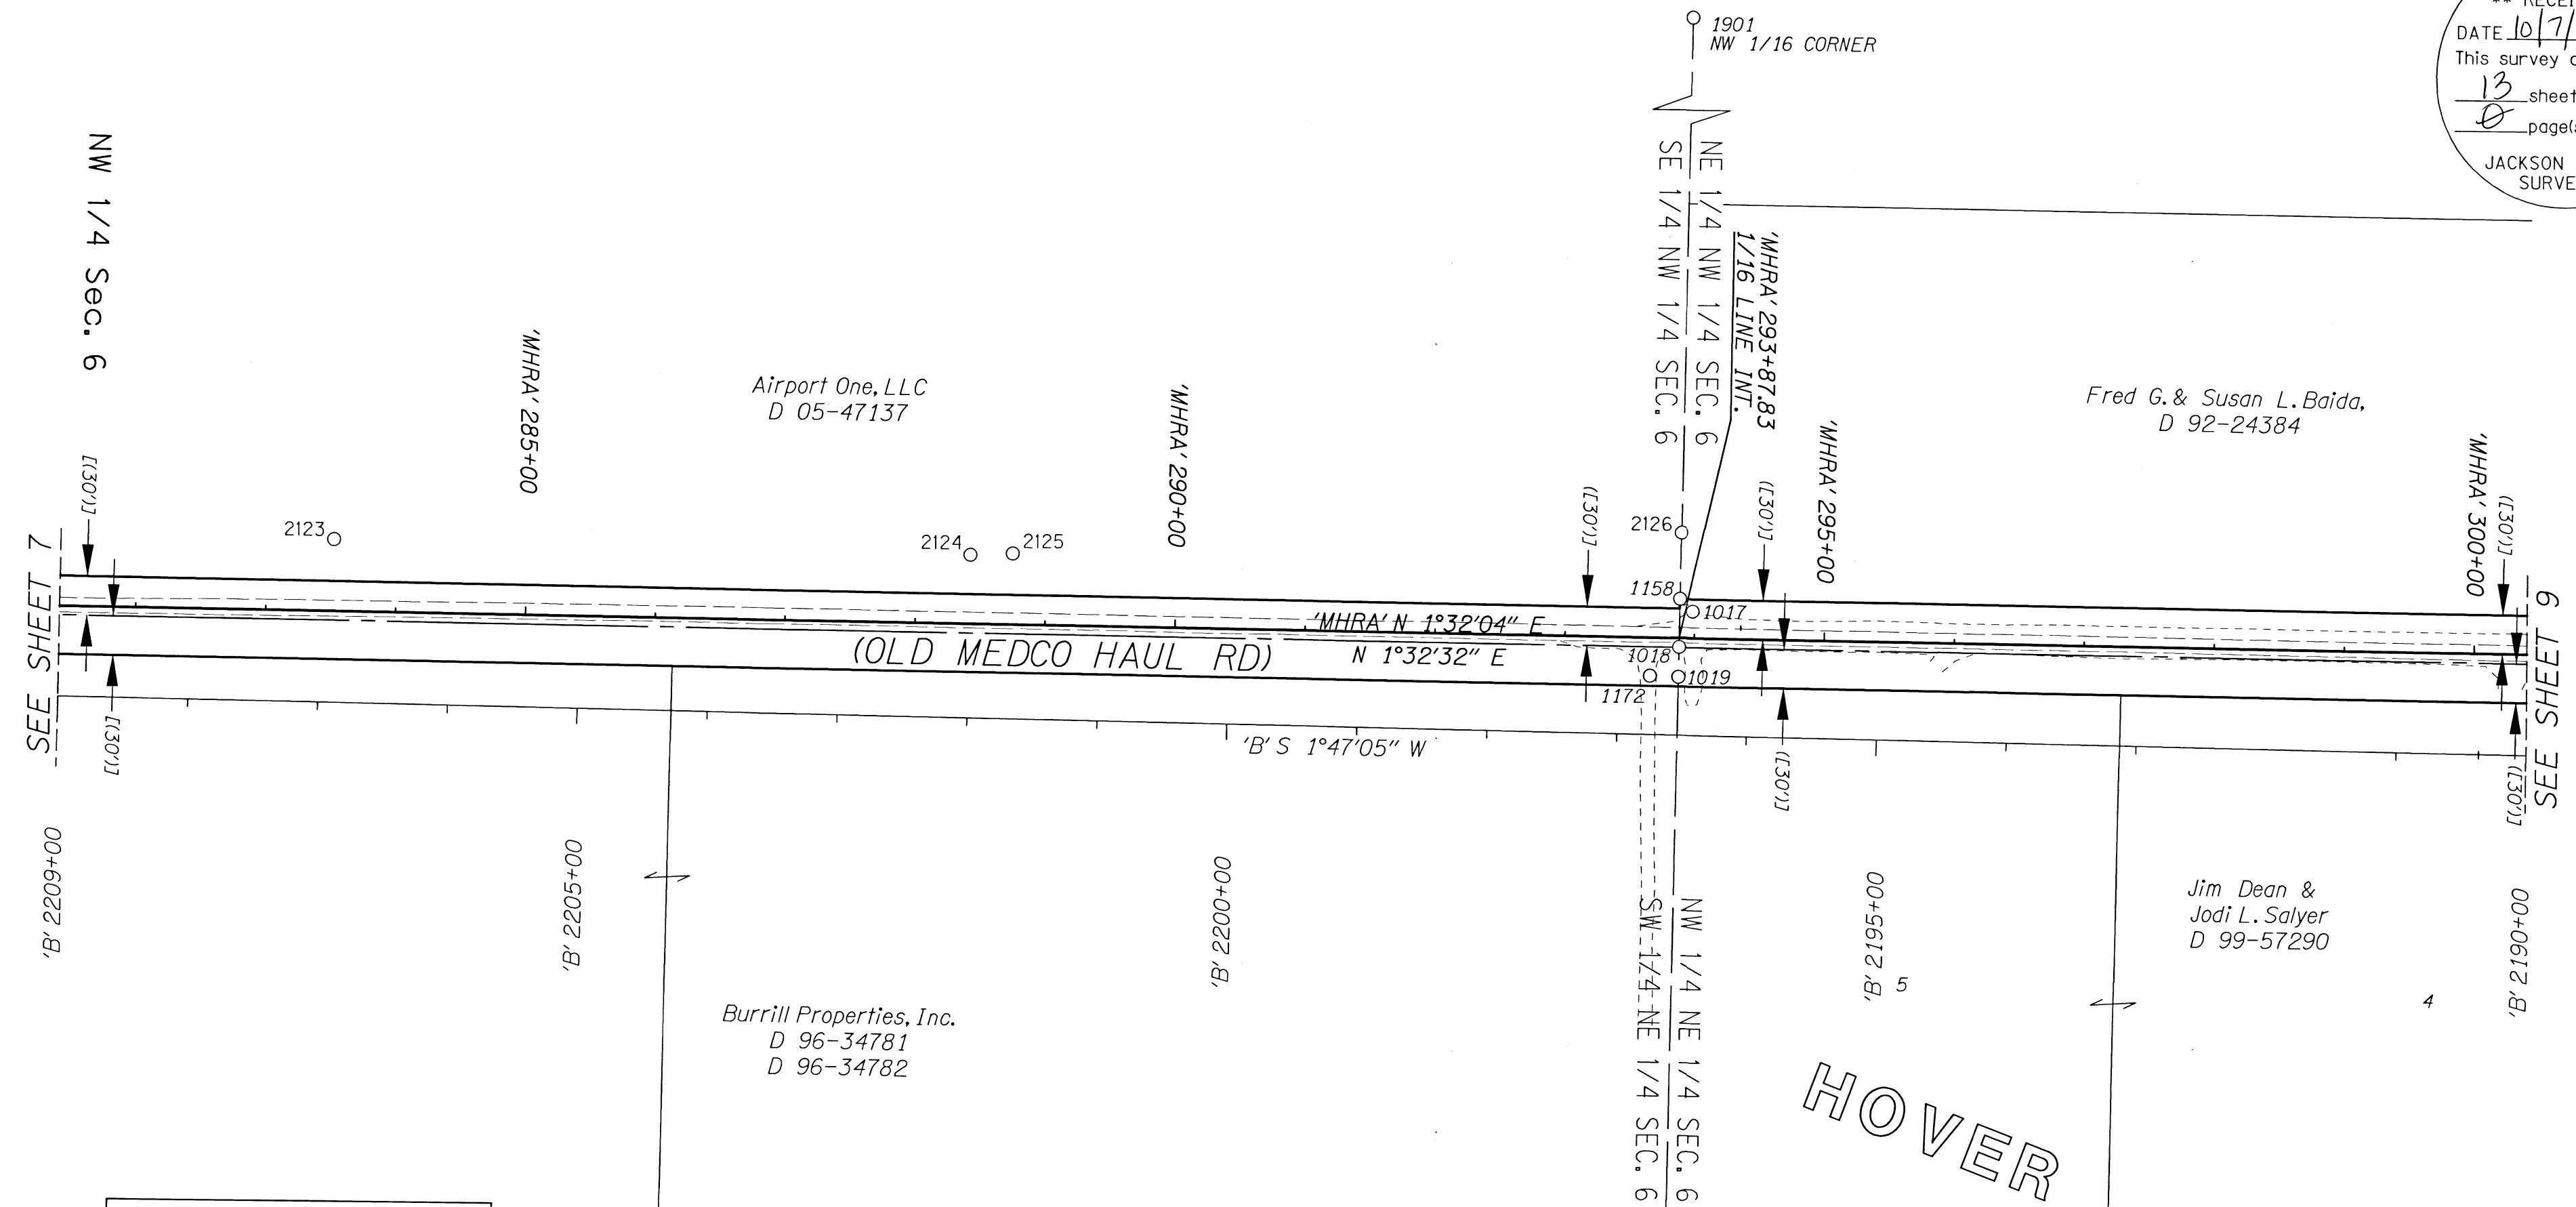 1901
NW 1/16 CORNER
** RECEI
DATE 10/7/
This survey c
13 sheet
0 page(s
JACKSON
SURVE
NW 1/4 Sec. 6
SE 1/4 NW 1/4 SEC. 6
NE 1/4 NW 1/4 SEC. 6
'MHRA' 293+87.83
1/16 LINE INT.
'MHRA' 285+00
Airport One, LLC
D 05-47137
'MHRA' 290+00
'MHRA' 295+00
Fred G. & Susan L. Baida,
D 92-24384
'MHRA' 300+00
[(30')]
([30')]
([30')]
([30')]
2123
2124
2125
2126
1158
1017
SEE SHEET 7
'MHRA' N 1°32'04" E
(OLD MEDCO HAUL RD)
N 1°32'32" E
1018
1019
1172
SEE SHEET 6
[(30')]
'B' S 1°47'05" W
([30')]
([30')]
'B' 2209+00
'B' 2205+00
'B' 2200+00
'B' 2195+00
'B' 2190+00
SW 1/4 NE 1/4 SEC. 6
NW 1/4 NE 1/4 SEC. 6
Jim Dean &
Jodi L. Salyer
D 99-57290
5
4
Burrill Properties, Inc.
D 96-34781
D 96-34782
HOVER